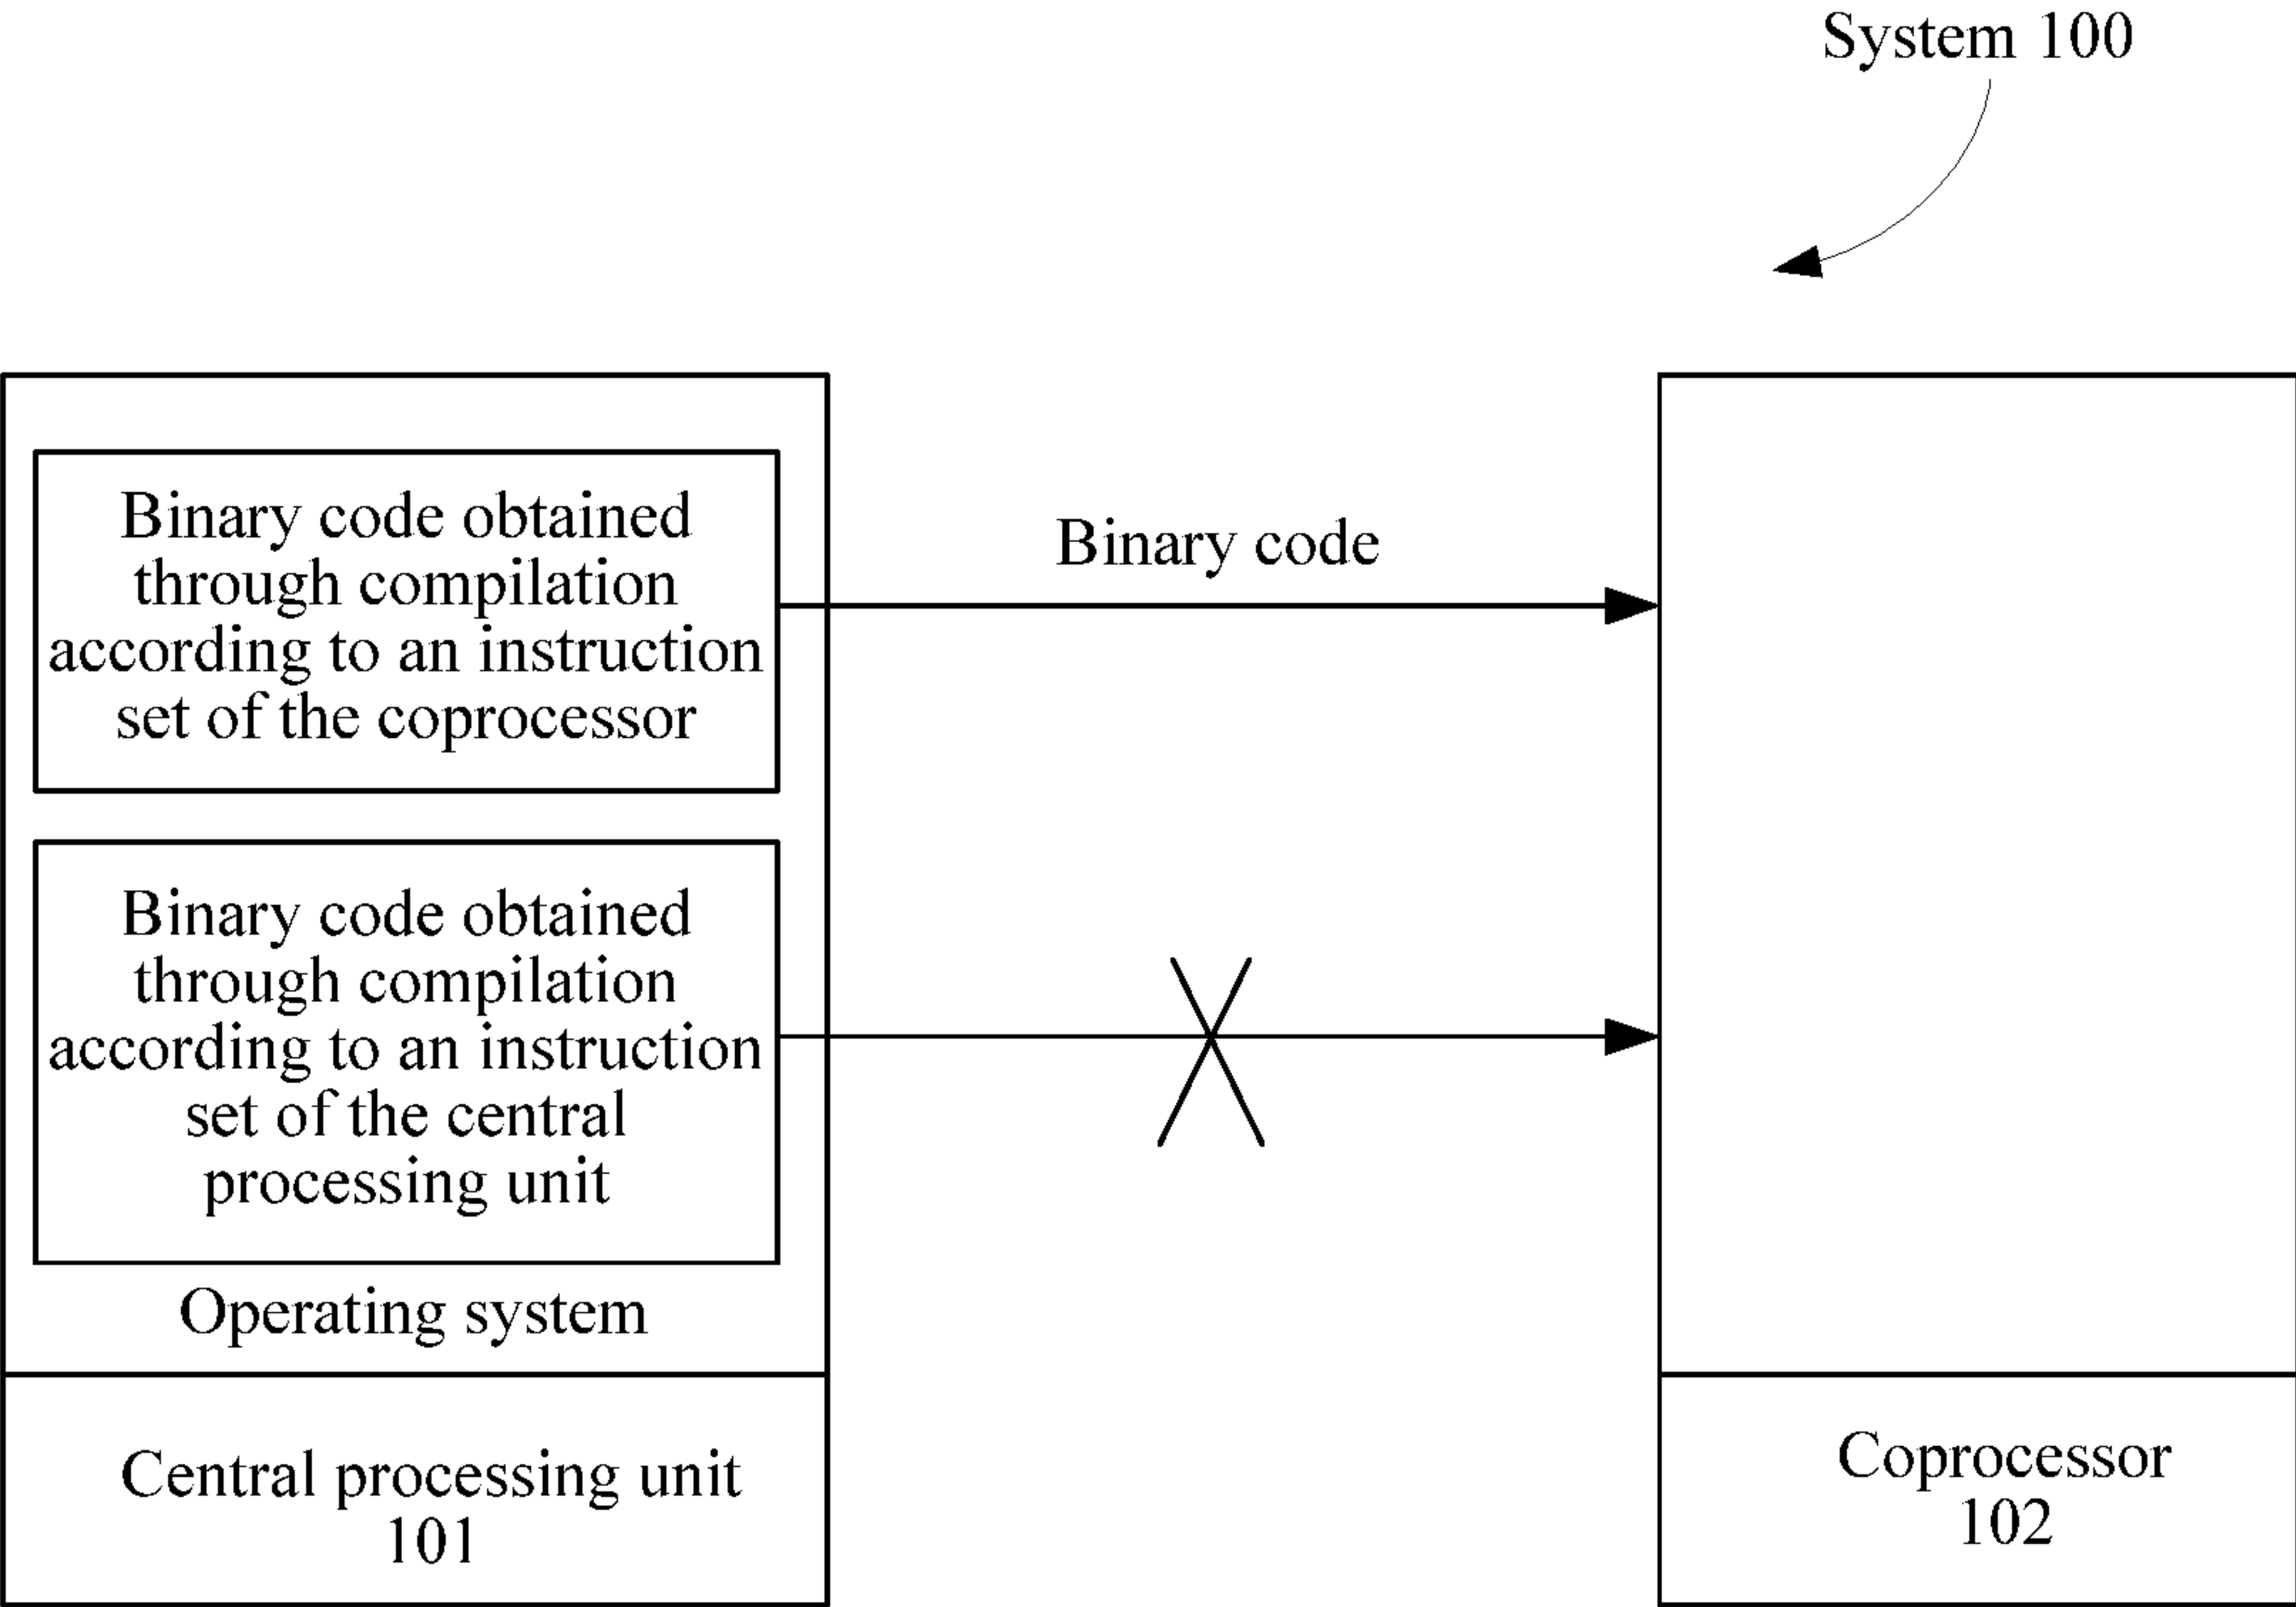 System 100
Binary code obtained
through compilation
according to an instruction
set of the coprocessor
Binary code
Binary code obtained
through compilation
according to an instruction
set of the central
processing unit
Operating system
Central processing unit
101
Coprocessor
102